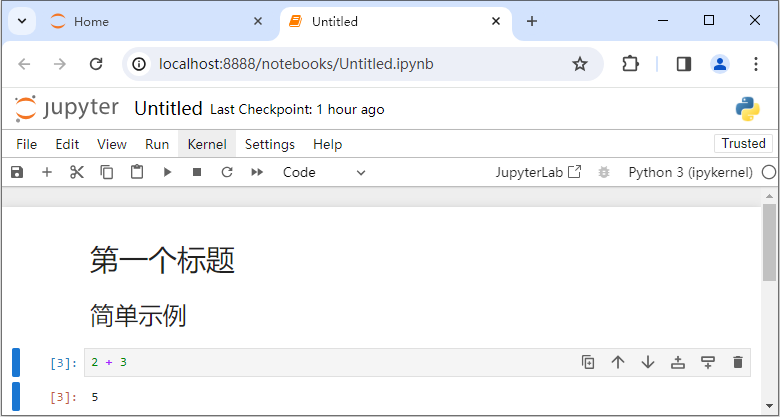 Home
Untitled
localhost:8888/notebooks/Untitled.ipynb
jupyter Untitled Last Checkpoint: 1 hour ago
File Edit View Run Kernel Settings Help Trusted
Code JupyterLab Python 3 (ipykernel)
第一个标题
简单示例
[3]: 2 + 3
[3]: 5